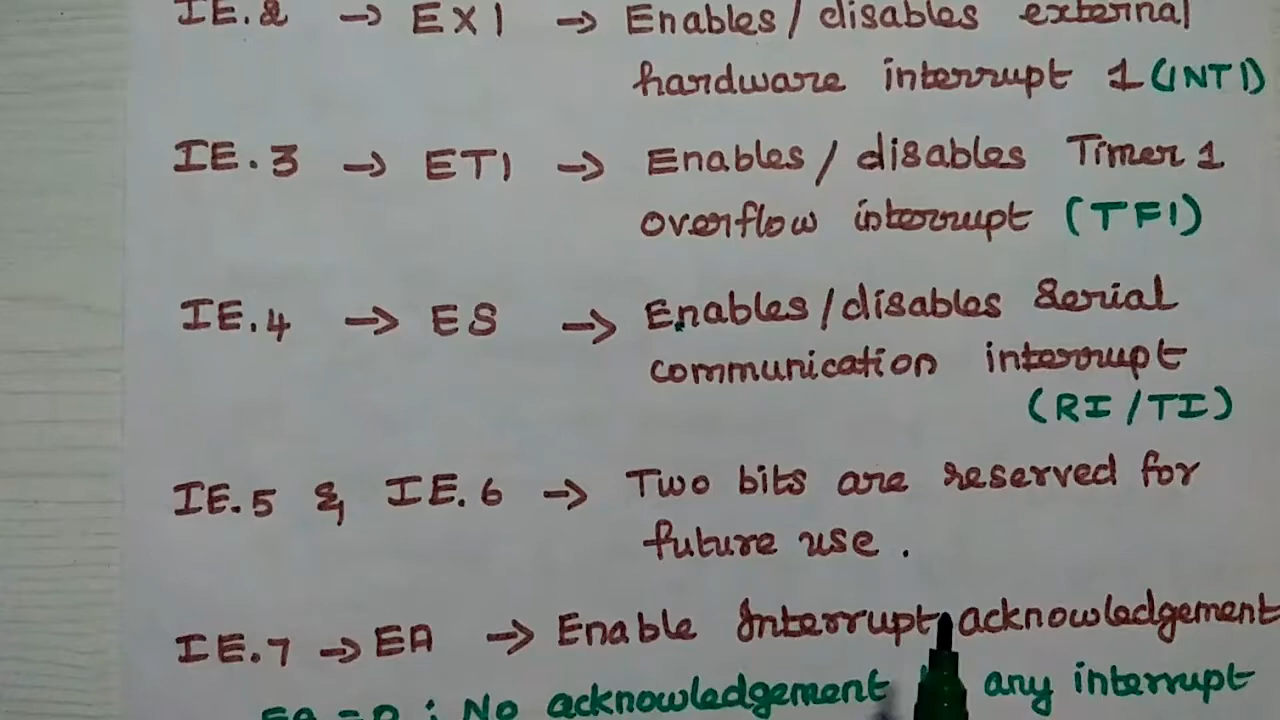 IE.2 → EX1 → Enables/disables external
hardware interrupt 1 (INT1)
IE.3 → ET1 → Enables/disables Timer 1
overflow interrupt (TF1)
IE.4 → ES → Enables/disables Serial
communication interrupt
(RI/TI)
IE.5 & IE.6 → Two bits are reserved for
future use.
IE.7 → EA → Enable Interrupt acknowledgement
EA = 0 : No acknowledgement any interrupt